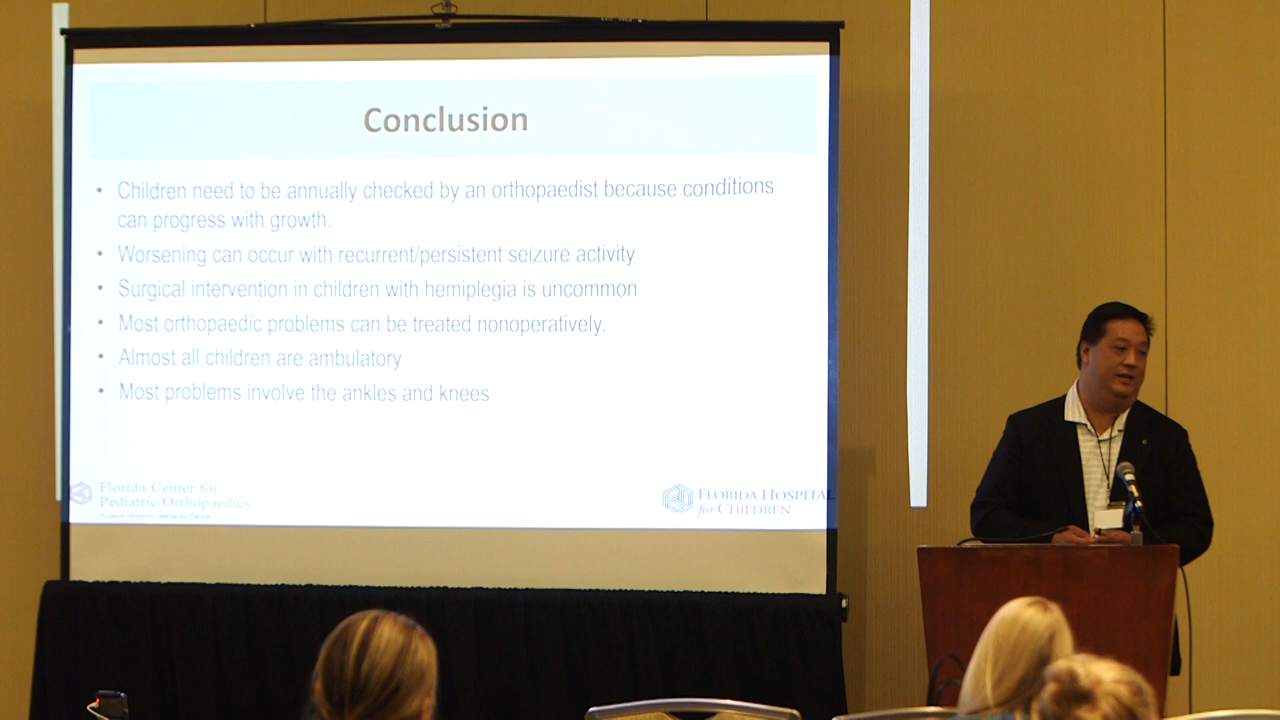 Conclusion
• Children need to be annually checked by an orthopaedist because conditions
can progress with growth.
• Worsening can occur with recurrent/persistent seizure activity
• Surgical intervention in children with hemiplegia is uncommon
• Most orthopaedic problems can be treated nonoperatively.
• Almost all children are ambulatory
• Most problems involve the ankles and knees
Florida Center for
Pediatric Orthopaedics
FLORIDA HOSPITAL
for CHILDREN